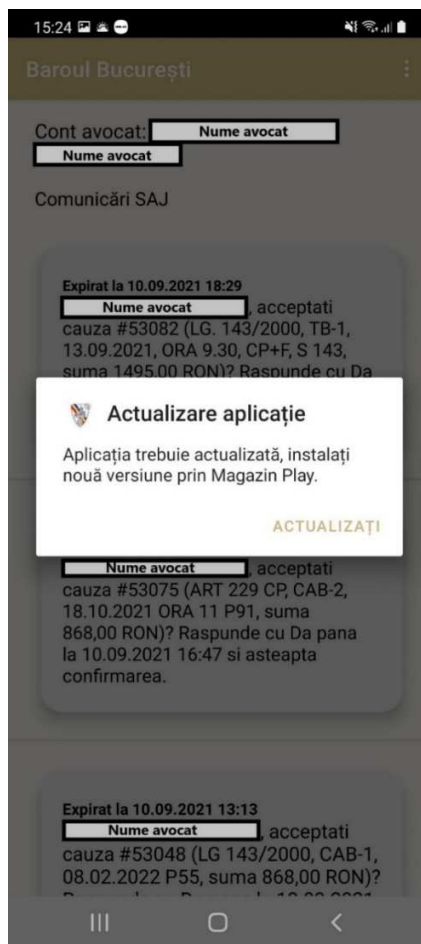 15:24
Baroul București
Cont avocat: Nume avocat
Nume avocat
Comunicări SAJ
Expirat la 10.09.2021 18:29
Nume avocat, acceptati
cauza #53082 (LG. 143/2000, TB-1,
13.09.2021, ORA 9.30, CP+F, S 143,
suma 1495.00 RON)? Raspunde cu Da
Actualizare aplicație
Aplicația trebuie actualizată, instalați
nouă versiune prin Magazin Play.
ACTUALIZAȚI
Nume avocat, acceptati
cauza #53075 (ART 229 CP, CAB-2,
18.10.2021 ORA 11 P91, suma
868,00 RON)? Raspunde cu Da pana
la 10.09.2021 16:47 si asteapta
confirmarea.
Expirat la 10.09.2021 13:13
Nume avocat, acceptati
cauza #53048 (LG 143/2000, CAB-1,
08.02.2022 P55, suma 868,00 RON)?